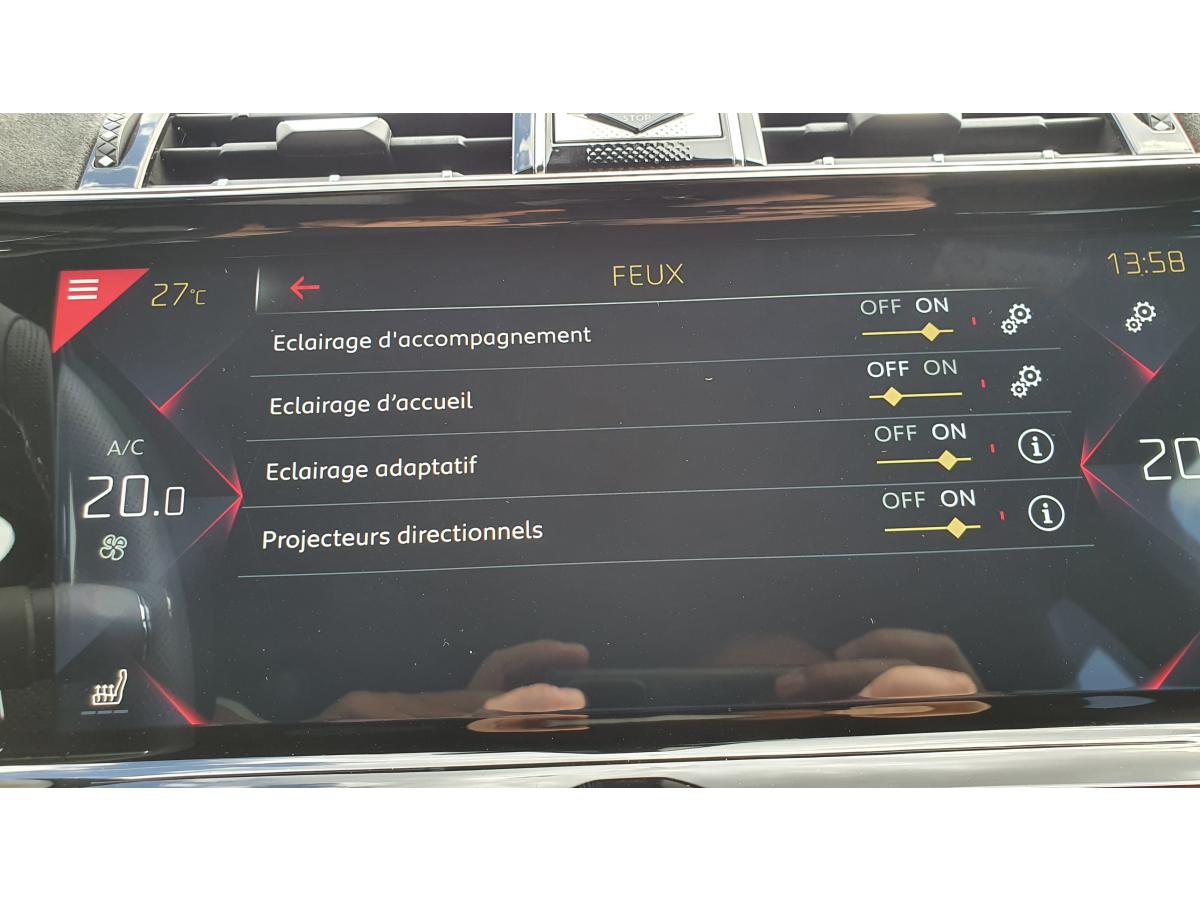 STOP
27°C
FEUX
13:58
Eclairage d'accompagnement OFF ON
Eclairage d'accueil OFF ON
Eclairage adaptatif OFF ON
Projecteurs directionnels OFF ON
A/C
20.0
20